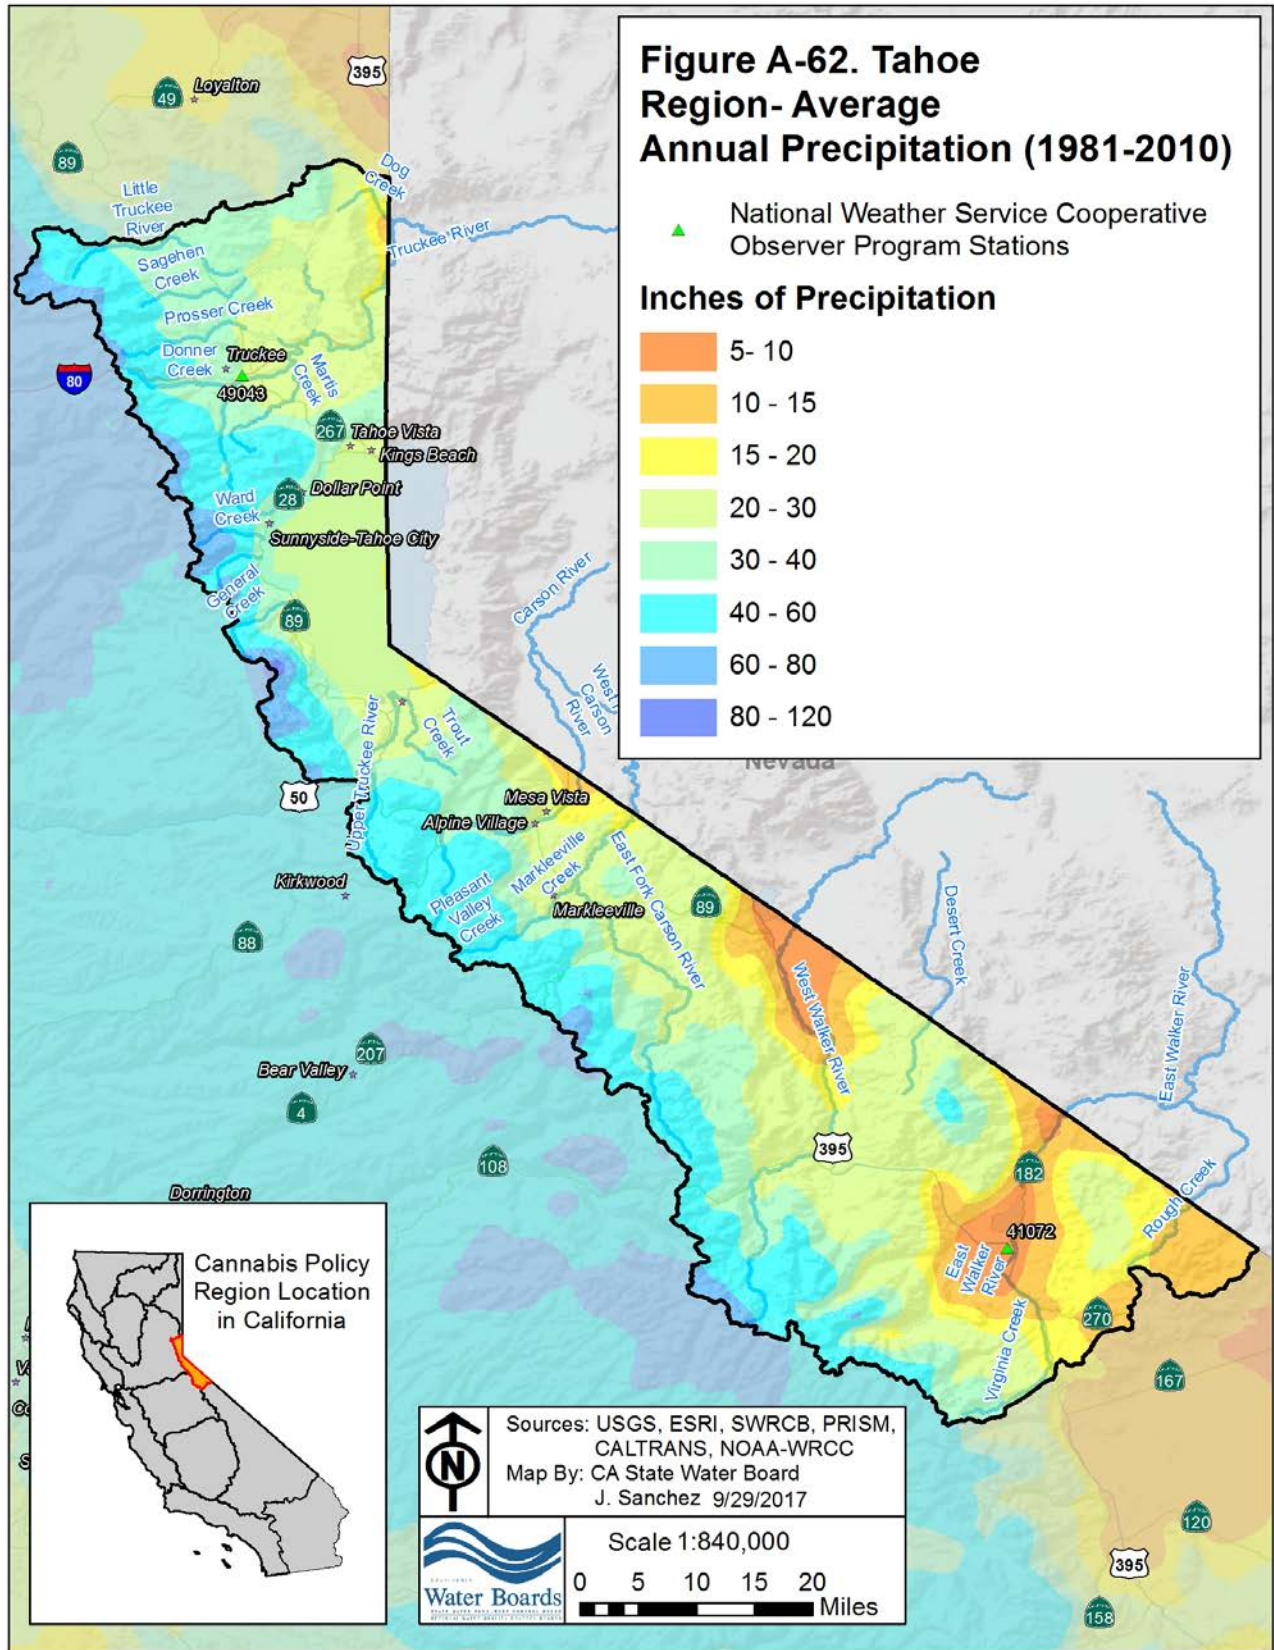 Figure A-62. Tahoe
Region- Average
Annual Precipitation (1981-2010)
National Weather Service Cooperative
Observer Program Stations
Inches of Precipitation
5- 10
10 - 15
15 - 20
20 - 30
30 - 40
40 - 60
60 - 80
80 - 120
395
49
Loyalton
89
Dog
Creek
Little
Truckee
River
Truckee River
Sagehen
Creek
Prosser Creek
Donner
Creek
Truckee
Martis
Creek
80
49043
267
Tahoe Vista
Kings Beach
Ward
Creek
28
Dollar Point
Sunnyside-Tahoe City
General
Creek
89
Carson River
West
Carson
River
Nevada
Upper Truckee River
Trout
Creek
50
Mesa Vista
Alpine Village
Kirkwood
Pleasant
Valley
Creek
Markleeville
Creek
Markleeville
East Fork Carson River
89
88
West Walker River
Desert Creek
East Walker River
207
Bear Valley
4
108
395
182
Rough Creek
Dorrington
41072
East
Walker
River
270
Virginia Creek
167
120
395
158
Cannabis Policy
Region Location
in California
N
Sources: USGS, ESRI, SWRCB, PRISM,
CALTRANS, NOAA-WRCC
Map By: CA State Water Board
J. Sanchez 9/29/2017
Water Boards
Scale 1:840,000
0 5 10 15 20
Miles